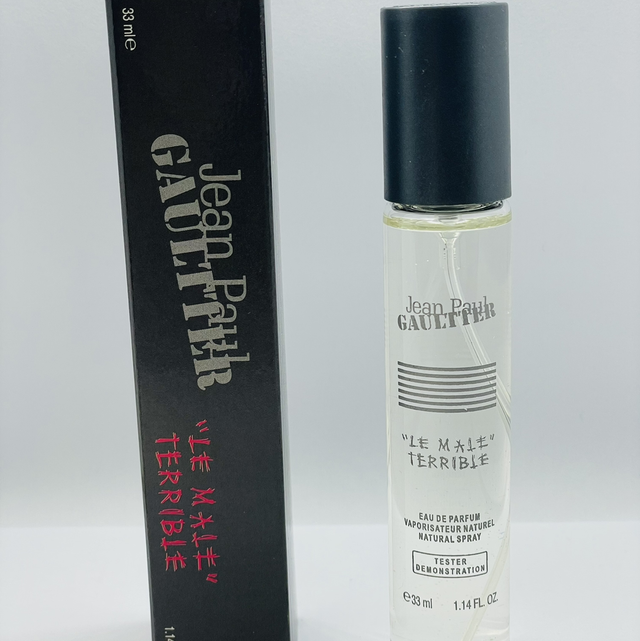 33 ml℮
Jean Paul
GAULTIER
"LE MALE"
TERRIBLE
Jean Paul
GAULTIER
"LE MALE"
TERRIBLE
EAU DE PARFUM
VAPORISATEUR NATUREL
NATURAL SPRAY
TESTER
DEMONSTRATION
℮33 ml 1.14 FL. OZ.